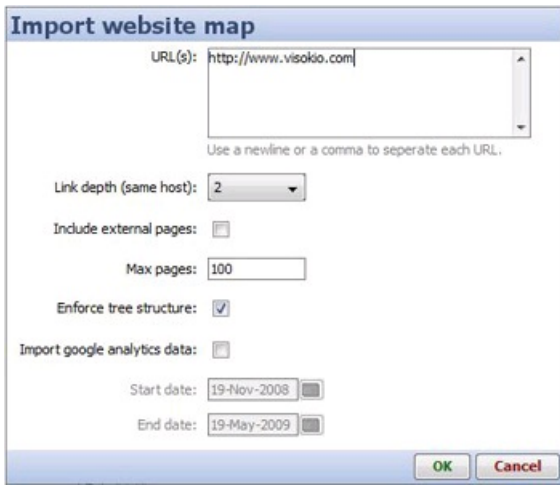 Import website map
URL(s): http://www.visokio.com
Use a newline or a comma to seperate each URL.
Link depth (same host): 2
Include external pages:
Max pages: 100
Enforce tree structure:
Import google analytics data:
Start date: 19-Nov-2008
End date: 19-May-2009
OK Cancel